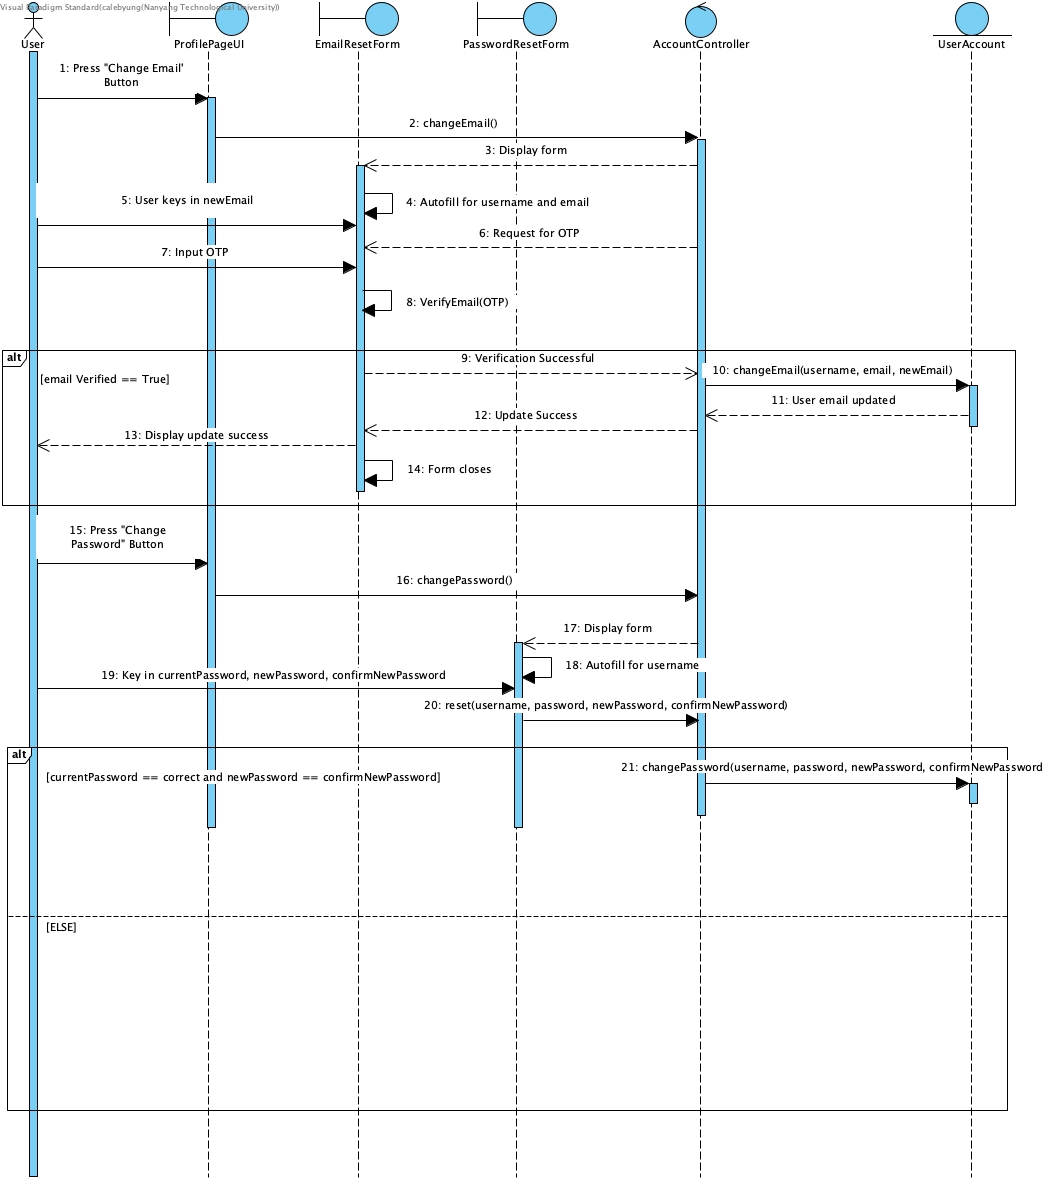 Visual Paradigm Standard(calebyung(Nanyang Technological University))
User
ProfilePageUI
EmailResetForm
PasswordResetForm
AccountController
UserAccount
1: Press "Change Email'
Button
2: changeEmail()
3: Display form
4: Autofill for username and email
5: User keys in newEmail
6: Request for OTP
7: Input OTP
8: VerifyEmail(OTP)
alt
9: Verification Successful
[email Verified == True]
10: changeEmail(username, email, newEmail)
11: User email updated
12: Update Success
13: Display update success
14: Form closes
15: Press "Change
Password" Button
16: changePassword()
17: Display form
18: Autofill for username
19: Key in currentPassword, newPassword, confirmNewPassword
20: reset(username, password, newPassword, confirmNewPassword)
alt
[currentPassword == correct and newPassword == confirmNewPassword]
21: changePassword(username, password, newPassword, confirmNewPassword
[ELSE]